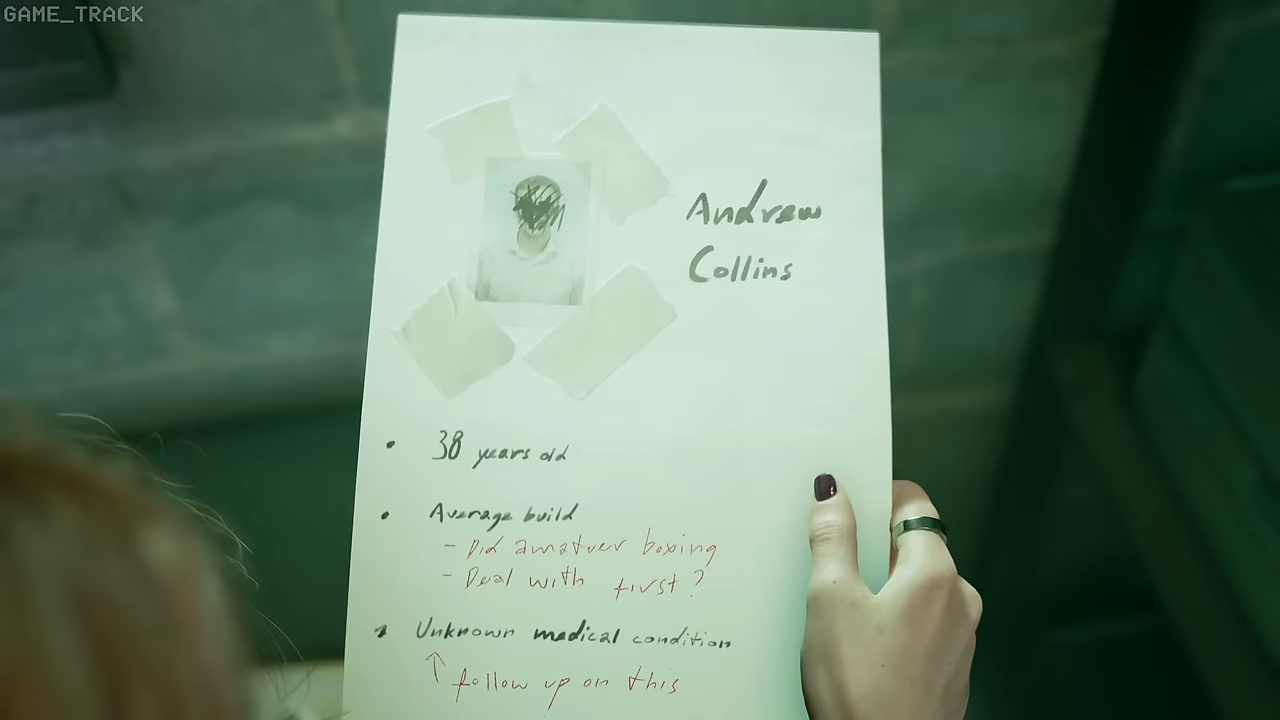 GAME_TRACK
Andrew
Collins
• 38 years old
• Average build
- Did amatuer boxing
- Deal with first?
• Unknown medical condition
↑ follow up on this